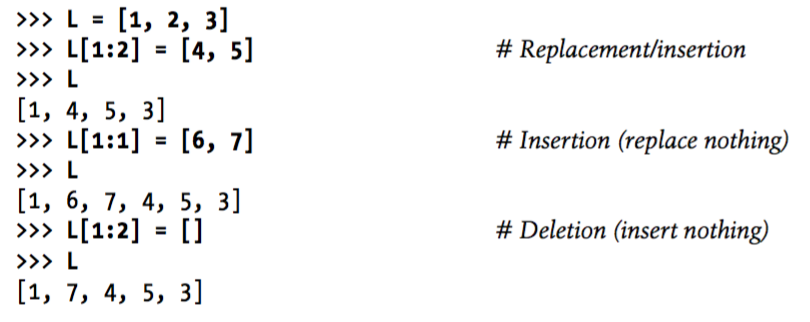 >>> L = [1, 2, 3]
>>> L[1:2] = [4, 5] # Replacement/insertion
>>> L
[1, 4, 5, 3]
>>> L[1:1] = [6, 7] # Insertion (replace nothing)
>>> L
[1, 6, 7, 4, 5, 3]
>>> L[1:2] = [] # Deletion (insert nothing)
>>> L
[1, 7, 4, 5, 3]